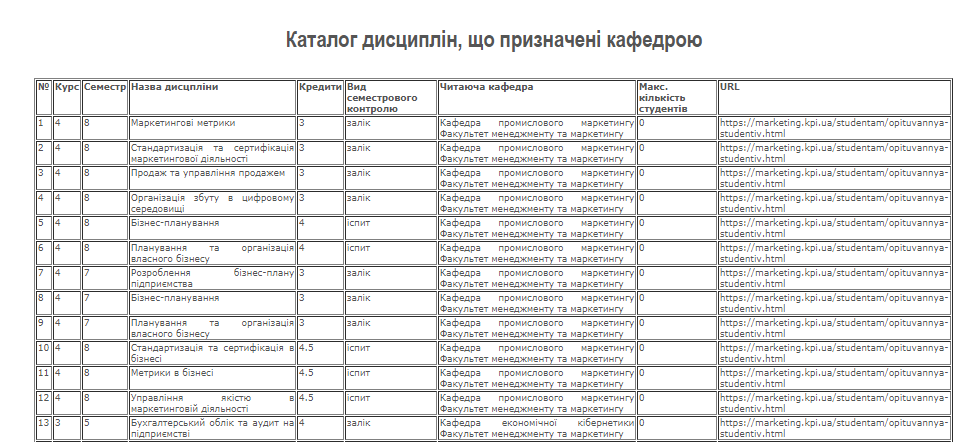 Каталог дисциплін, що призначені кафедрою
№ Курс Семестр Назва дисцпліни Кредити Вид семестрового контролю Читаюча кафедра Макс. кількість студентів URL
1 4 8 Маркетингові метрики 3 залік Кафедра промислового маркетингу Факультет менеджменту та маркетингу 0 https://marketing.kpi.ua/studentam/opituvannya-studentiv.html
2 4 8 Стандартизація та сертифікація маркетингової діяльності 3 залік Кафедра промислового маркетингу Факультет менеджменту та маркетингу 0 https://marketing.kpi.ua/studentam/opituvannya-studentiv.html
3 4 8 Продаж та управління продажем 3 залік Кафедра промислового маркетингу Факультет менеджменту та маркетингу 0 https://marketing.kpi.ua/studentam/opituvannya-studentiv.html
4 4 8 Організація збуту в цифровому середовищі 3 залік Кафедра промислового маркетингу Факультет менеджменту та маркетингу 0 https://marketing.kpi.ua/studentam/opituvannya-studentiv.html
5 4 8 Бізнес-планування 4 іспит Кафедра промислового маркетингу Факультет менеджменту та маркетингу 0 https://marketing.kpi.ua/studentam/opituvannya-studentiv.html
6 4 8 Планування та організація власного бізнесу 4 іспит Кафедра промислового маркетингу Факультет менеджменту та маркетингу 0 https://marketing.kpi.ua/studentam/opituvannya-studentiv.html
7 4 7 Розроблення бізнес-плану підприємства 3 залік Кафедра промислового маркетингу Факультет менеджменту та маркетингу 0 https://marketing.kpi.ua/studentam/opituvannya-studentiv.html
8 4 7 Бізнес-планування 3 залік Кафедра промислового маркетингу Факультет менеджменту та маркетингу 0 https://marketing.kpi.ua/studentam/opituvannya-studentiv.html
9 4 7 Планування та організація власного бізнесу 3 залік Кафедра промислового маркетингу Факультет менеджменту та маркетингу 0 https://marketing.kpi.ua/studentam/opituvannya-studentiv.html
10 4 8 Стандартизація та сертифікація в бізнесі 4.5 іспит Кафедра промислового маркетингу Факультет менеджменту та маркетингу 0 https://marketing.kpi.ua/studentam/opituvannya-studentiv.html
11 4 8 Метрики в бізнесі 4.5 іспит Кафедра промислового маркетингу Факультет менеджменту та маркетингу 0 https://marketing.kpi.ua/studentam/opituvannya-studentiv.html
12 4 8 Управління якістю в маркетинговій діяльності 4.5 іспит Кафедра промислового маркетингу Факультет менеджменту та маркетингу 0 https://marketing.kpi.ua/studentam/opituvannya-studentiv.html
13 3 5 Бухгалтерський облік та аудит на підприємстві 4 залік Кафедра економічної кібернетики Факультет менеджменту та маркетингу 0 https://marketing.kpi.ua/studentam/opituvannya-studentiv.html